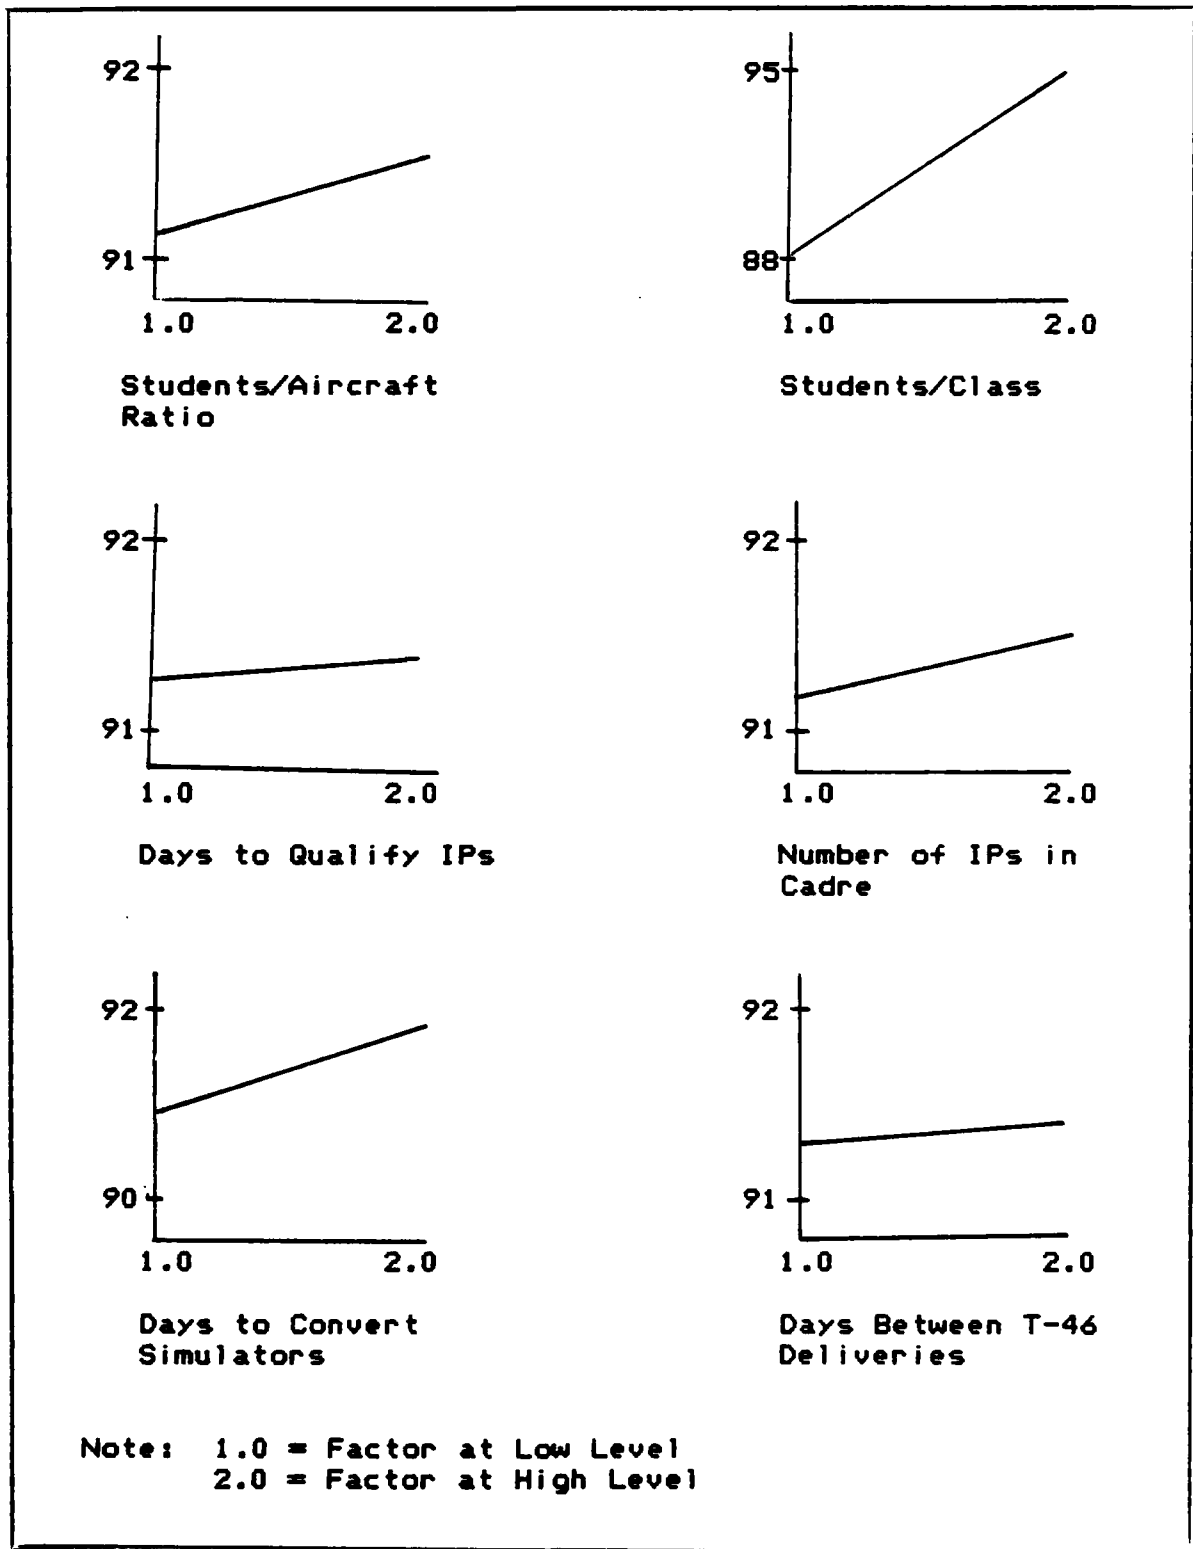 92
91
1.0 2.0
Students/Aircraft
Ratio
95
88
1.0 2.0
Students/Class
92
91
1.0 2.0
Days to Qualify IPs
92
91
1.0 2.0
Number of IPs in
Cadre
92
90
1.0 2.0
Days to Convert
Simulators
92
91
1.0 2.0
Days Between T-46
Deliveries
Note: 1.0 = Factor at Low Level
2.0 = Factor at High Level